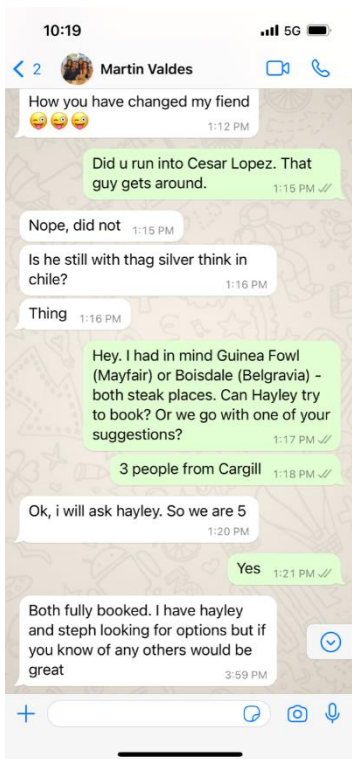 10:19
5G
2
Martin Valdes
How you have changed my fiend
😜😜😜
1:12 PM
Did u run into Cesar Lopez. That
guy gets around.
1:15 PM
Nope, did not
1:15 PM
Is he still with thag silver think in
chile?
1:16 PM
Thing
1:16 PM
Hey. I had in mind Guinea Fowl
(Mayfair) or Boisdale (Belgravia) -
both steak places. Can Hayley try
to book? Or we go with one of your
suggestions?
1:17 PM
3 people from Cargill
1:18 PM
Ok, i will ask hayley. So we are 5
1:20 PM
Yes
1:21 PM
Both fully booked. I have hayley
and steph looking for options but if
you know of any others would be
great
3:59 PM